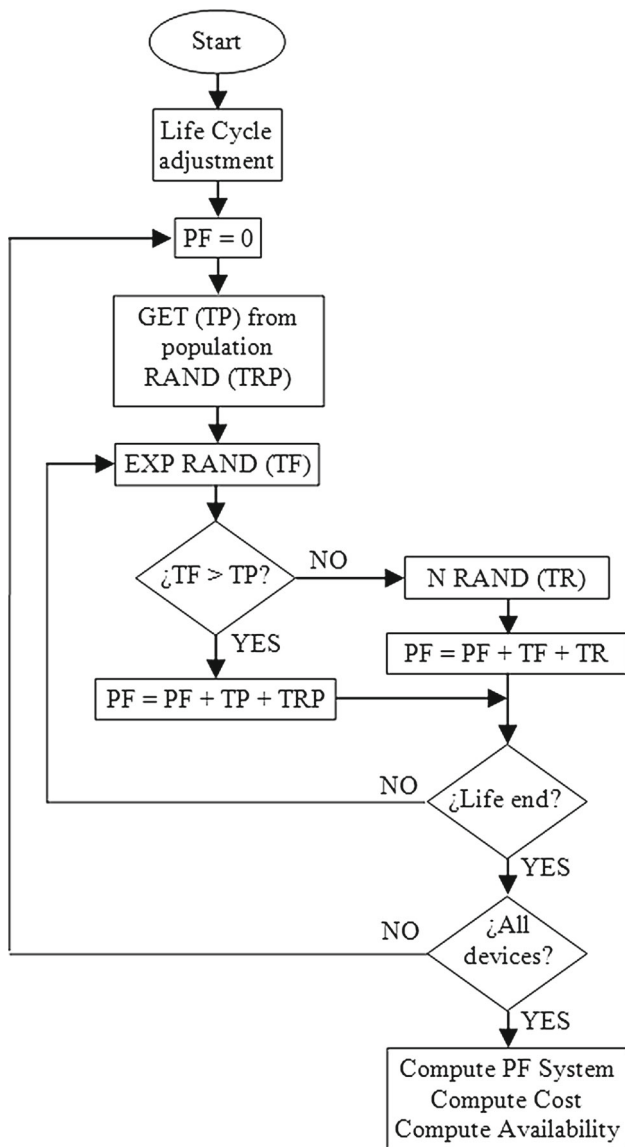 Start
Life Cycle
adjustment
PF = 0
GET (TP) from
population
RAND (TRP)
EXP RAND (TF)
¿TF > TP?
NO
N RAND (TR)
YES
PF = PF + TF + TR
PF = PF + TP + TRP
NO
¿Life end?
YES
NO
¿All
devices?
YES
Compute PF System
Compute Cost
Compute Availability